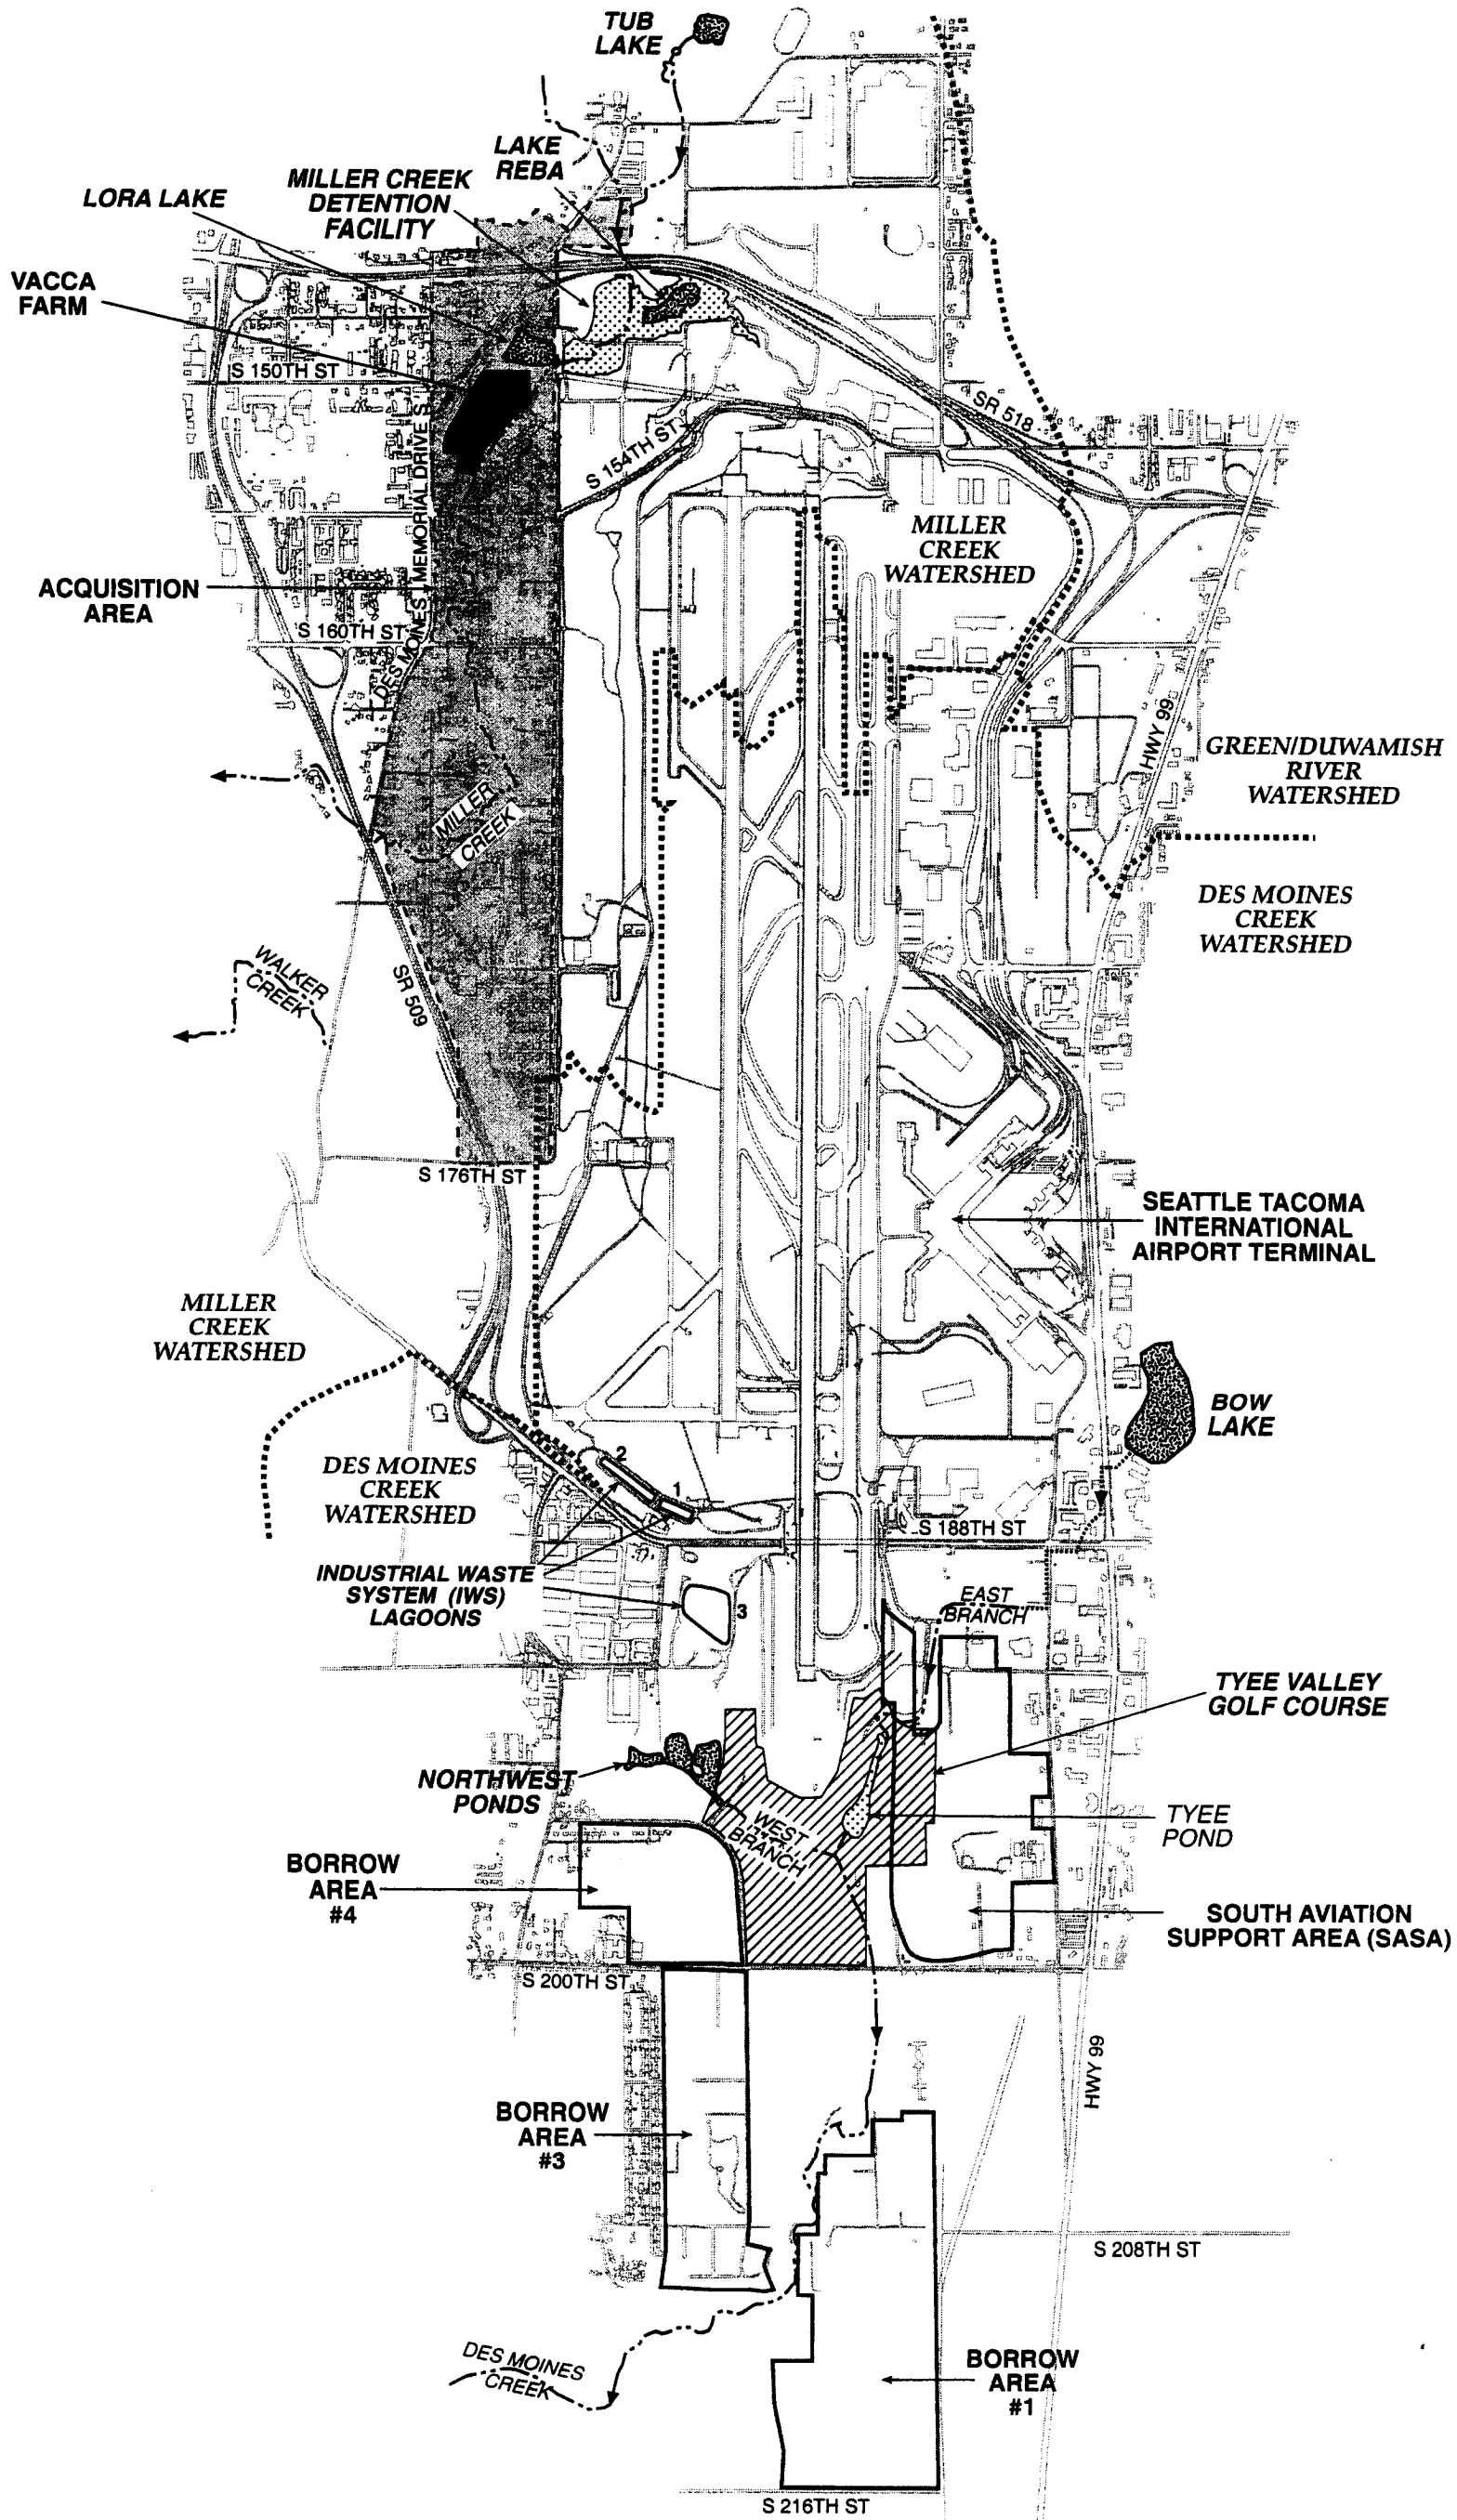 TUB
LAKE
LAKE
REBA
MILLER CREEK
DETENTION
FACILITY
LORA LAKE
VACCA
FARM
S 150TH ST
SR 518
S 154TH ST
DES MOINES MEMORIAL DRIVE S
MILLER
CREEK
WATERSHED
ACQUISITION
AREA
S 160TH ST
HWY 99
GREEN/DUWAMISH
RIVER
WATERSHED
MILLER
CREEK
DES MOINES
CREEK
WATERSHED
WALKER
CREEK
SR 509
S 176TH ST
SEATTLE TACOMA
INTERNATIONAL
AIRPORT TERMINAL
MILLER
CREEK
WATERSHED
BOW
LAKE
DES MOINES
CREEK
WATERSHED
2
1
S 188TH ST
INDUSTRIAL WASTE
SYSTEM (IWS)
LAGOONS
3
EAST
BRANCH
TYEE VALLEY
GOLF COURSE
NORTHWEST
PONDS
WEST
BRANCH
TYEE
POND
BORROW
AREA
#4
SOUTH AVIATION
SUPPORT AREA (SASA)
S 200TH ST
HWY 99
BORROW
AREA
#3
S 208TH ST
DES MOINES
CREEK
BORROW
AREA
#1
S 216TH ST